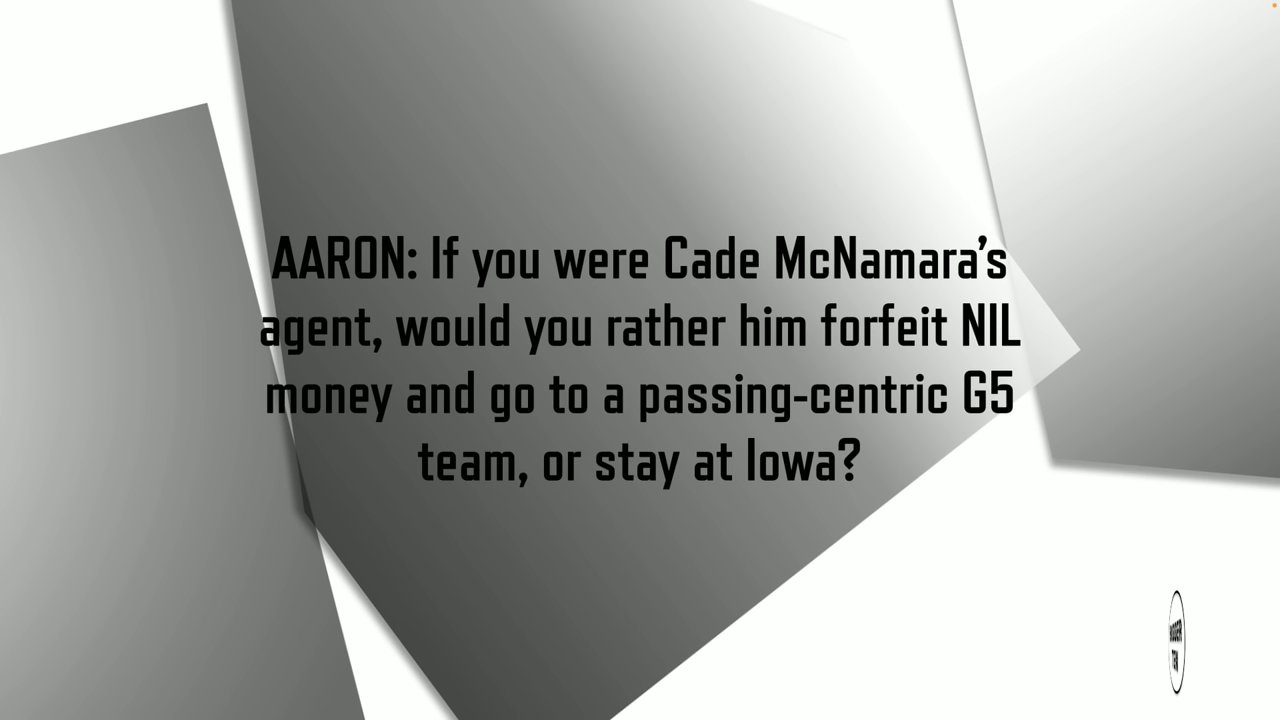 AARON: If you were Cade McNamara’s
agent, would you rather him forfeit NIL
money and go to a passing-centric G5
team, or stay at Iowa?